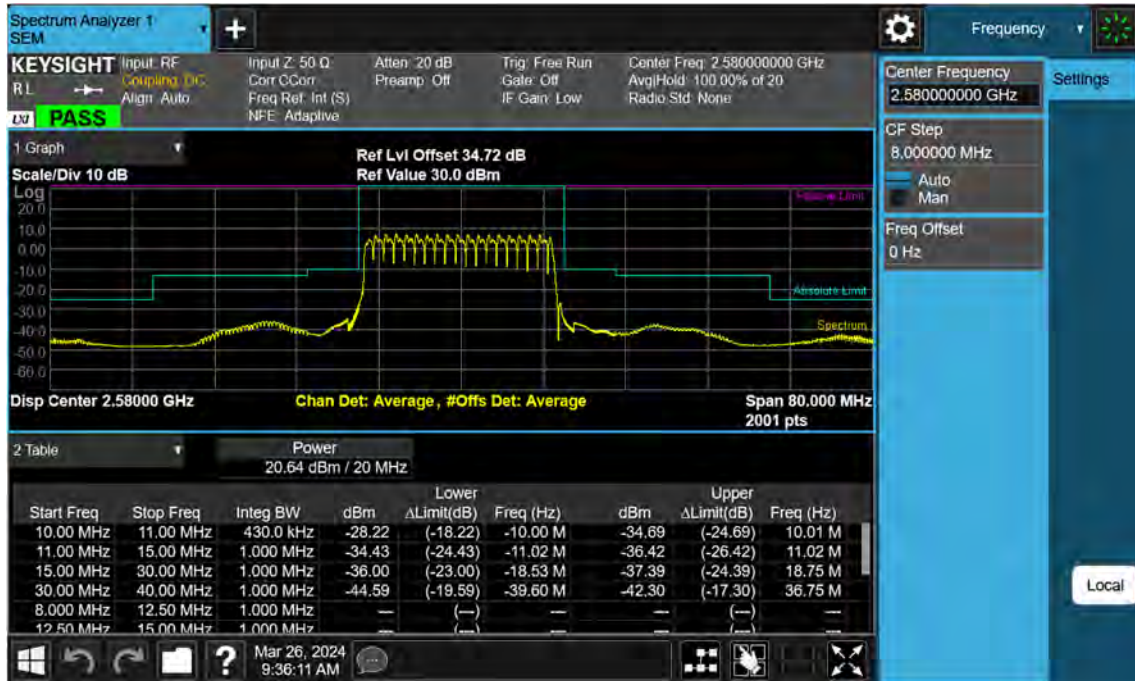 Spectrum Analyzer 1
SEM
+
Frequency
KEYSIGHT
R L
LXI PASS
Input: RF
Coupling: DC
Align: Auto
Input Z: 50 Ω
Corr CCorr
Freq Ref: Int (S)
NFE: Adaptive
Atten: 20 dB
Preamp: Off
Trig: Free Run
Gate: Off
IF Gain: Low
Center Freq: 2.580000000 GHz
Avg|Hold: 100.00% of 20
Radio Std: None
Center Frequency
2.580000000 GHz
Settings
CF Step
8.000000 MHz
Auto
Man
Freq Offset
0 Hz
1 Graph
Scale/Div 10 dB
Ref Lvl Offset 34.72 dB
Ref Value 30.0 dBm
Log
20.0
10.0
0.00
-10.0
-20.0
-30.0
-40.0
-50.0
-60.0
Limit
Absolute Limit
Spectrum
Disp Center 2.58000 GHz
Chan Det: Average , #Offs Det: Average
Span 80.000 MHz
2001 pts
2 Table
Power
20.64 dBm / 20 MHz
Lower Upper
Start Freq Stop Freq Integ BW dBm ΔLimit(dB) Freq (Hz) dBm ΔLimit(dB) Freq (Hz)
10.00 MHz 11.00 MHz 430.0 kHz -28.22 (-18.22) -10.00 M -34.69 (-24.69) 10.01 M
11.00 MHz 15.00 MHz 1.000 MHz -34.43 (-24.43) -11.02 M -36.42 (-26.42) 11.02 M
15.00 MHz 30.00 MHz 1.000 MHz -36.00 (-23.00) -18.53 M -37.39 (-24.39) 18.75 M
30.00 MHz 40.00 MHz 1.000 MHz -44.59 (-19.59) -39.60 M -42.30 (-17.30) 36.75 M
8.000 MHz 12.50 MHz 1.000 MHz — (—) — — (—) —
12.50 MHz 15.00 MHz 1.000 MHz — (—) — — (—) —
Local
?
Mar 26, 2024
9:36:11 AM